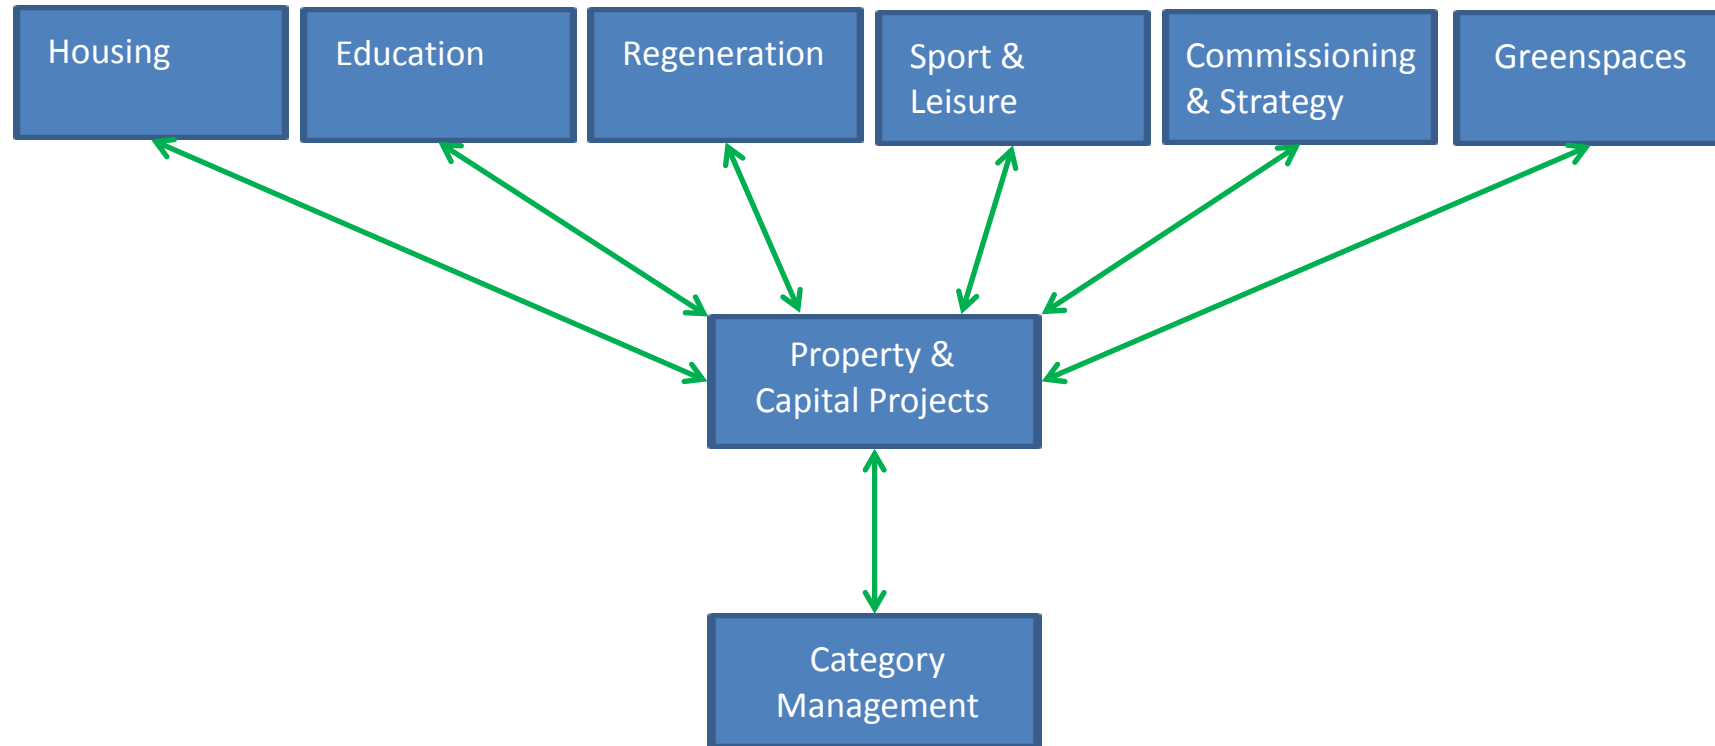 Housing
Education
Regeneration
Sport &
Leisure
Commissioning
& Strategy
Greenspaces
Property &
Capital Projects
Category
Management